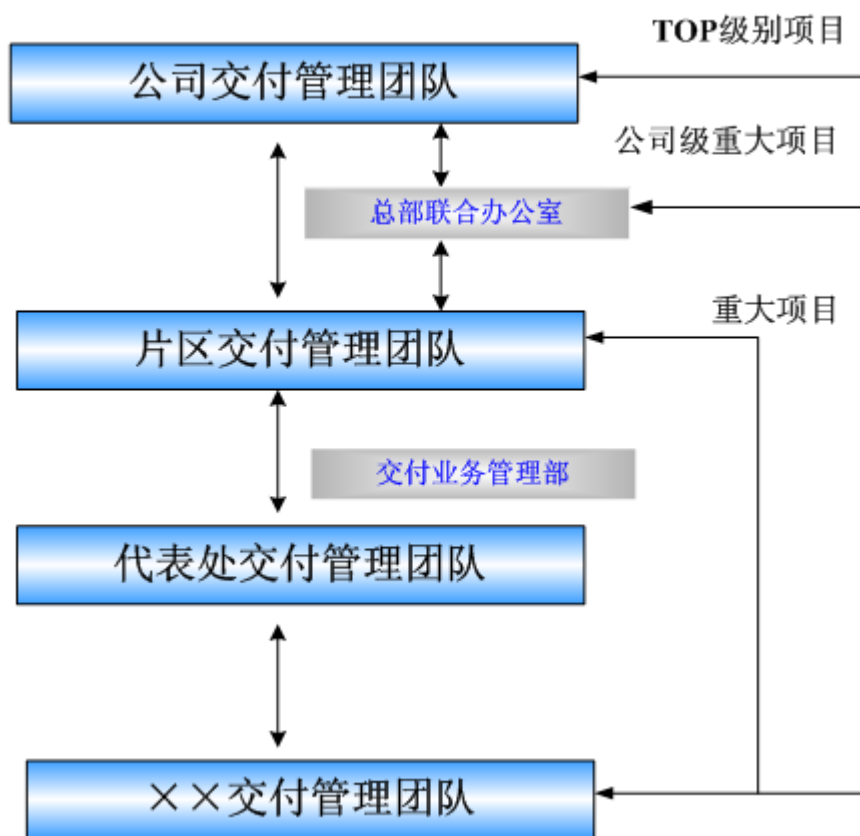 TOP级别项目
公司交付管理团队
公司级重大项目
总部联合办公室
重大项目
片区交付管理团队
交付业务管理部
代表处交付管理团队
××交付管理团队